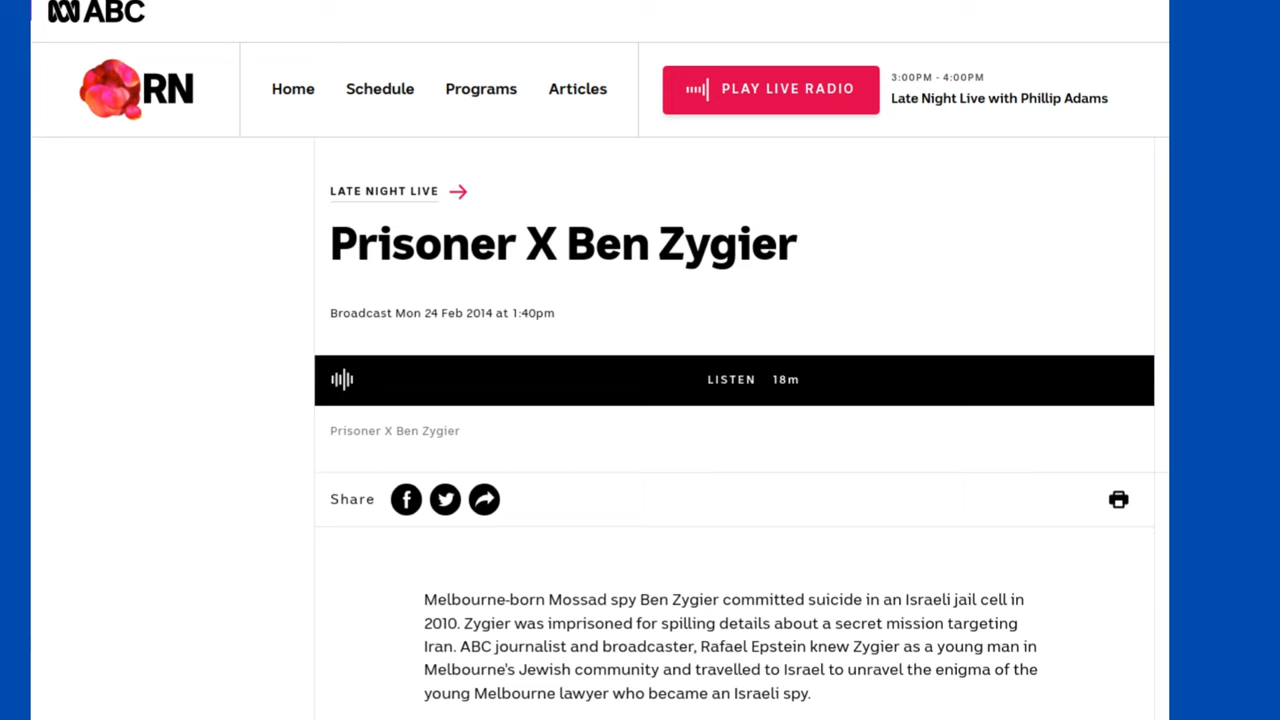 ABC
RN
Home Schedule Programs Articles
PLAY LIVE RADIO
3:00PM - 4:00PM
Late Night Live with Phillip Adams
LATE NIGHT LIVE
Prisoner X Ben Zygier
Broadcast Mon 24 Feb 2014 at 1:40pm
LISTEN 18m
Prisoner X Ben Zygier
Share
Melbourne-born Mossad spy Ben Zygier committed suicide in an Israeli jail cell in
2010. Zygier was imprisoned for spilling details about a secret mission targeting
Iran. ABC journalist and broadcaster, Rafael Epstein knew Zygier as a young man in
Melbourne's Jewish community and travelled to Israel to unravel the enigma of the
young Melbourne lawyer who became an Israeli spy.